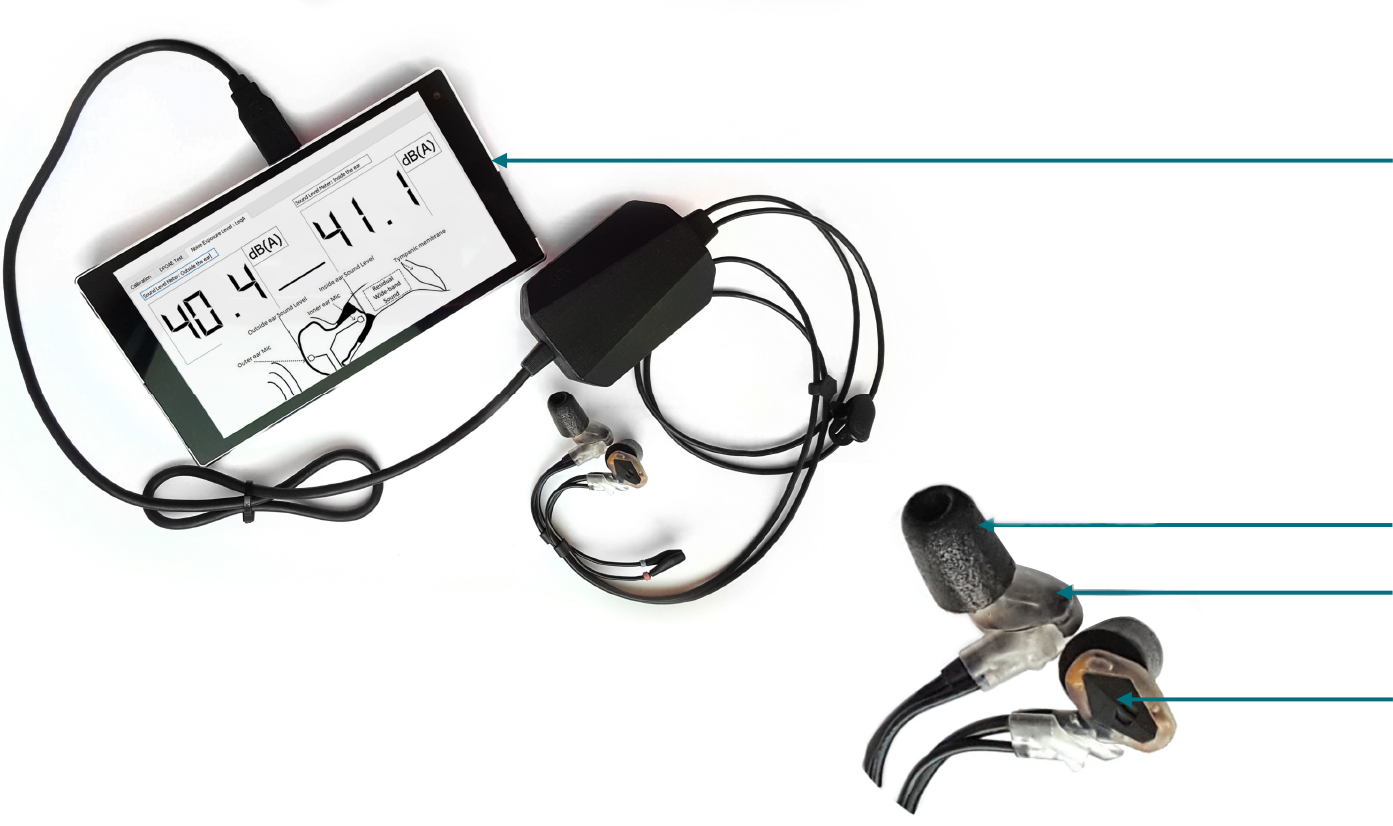 Calibration DPOAE Test Noise Exposure Level - LeqA
Sound Level Meter: Outside the ear
40.4 dB(A)
Sound Level Meter: Inside the ear
41.1 dB(A)
Outside ear Sound Level
Inside ear Sound Level
Tympanic membrane
Outer ear Mic
Inner ear Mic
Residual
Wide-band
Sound